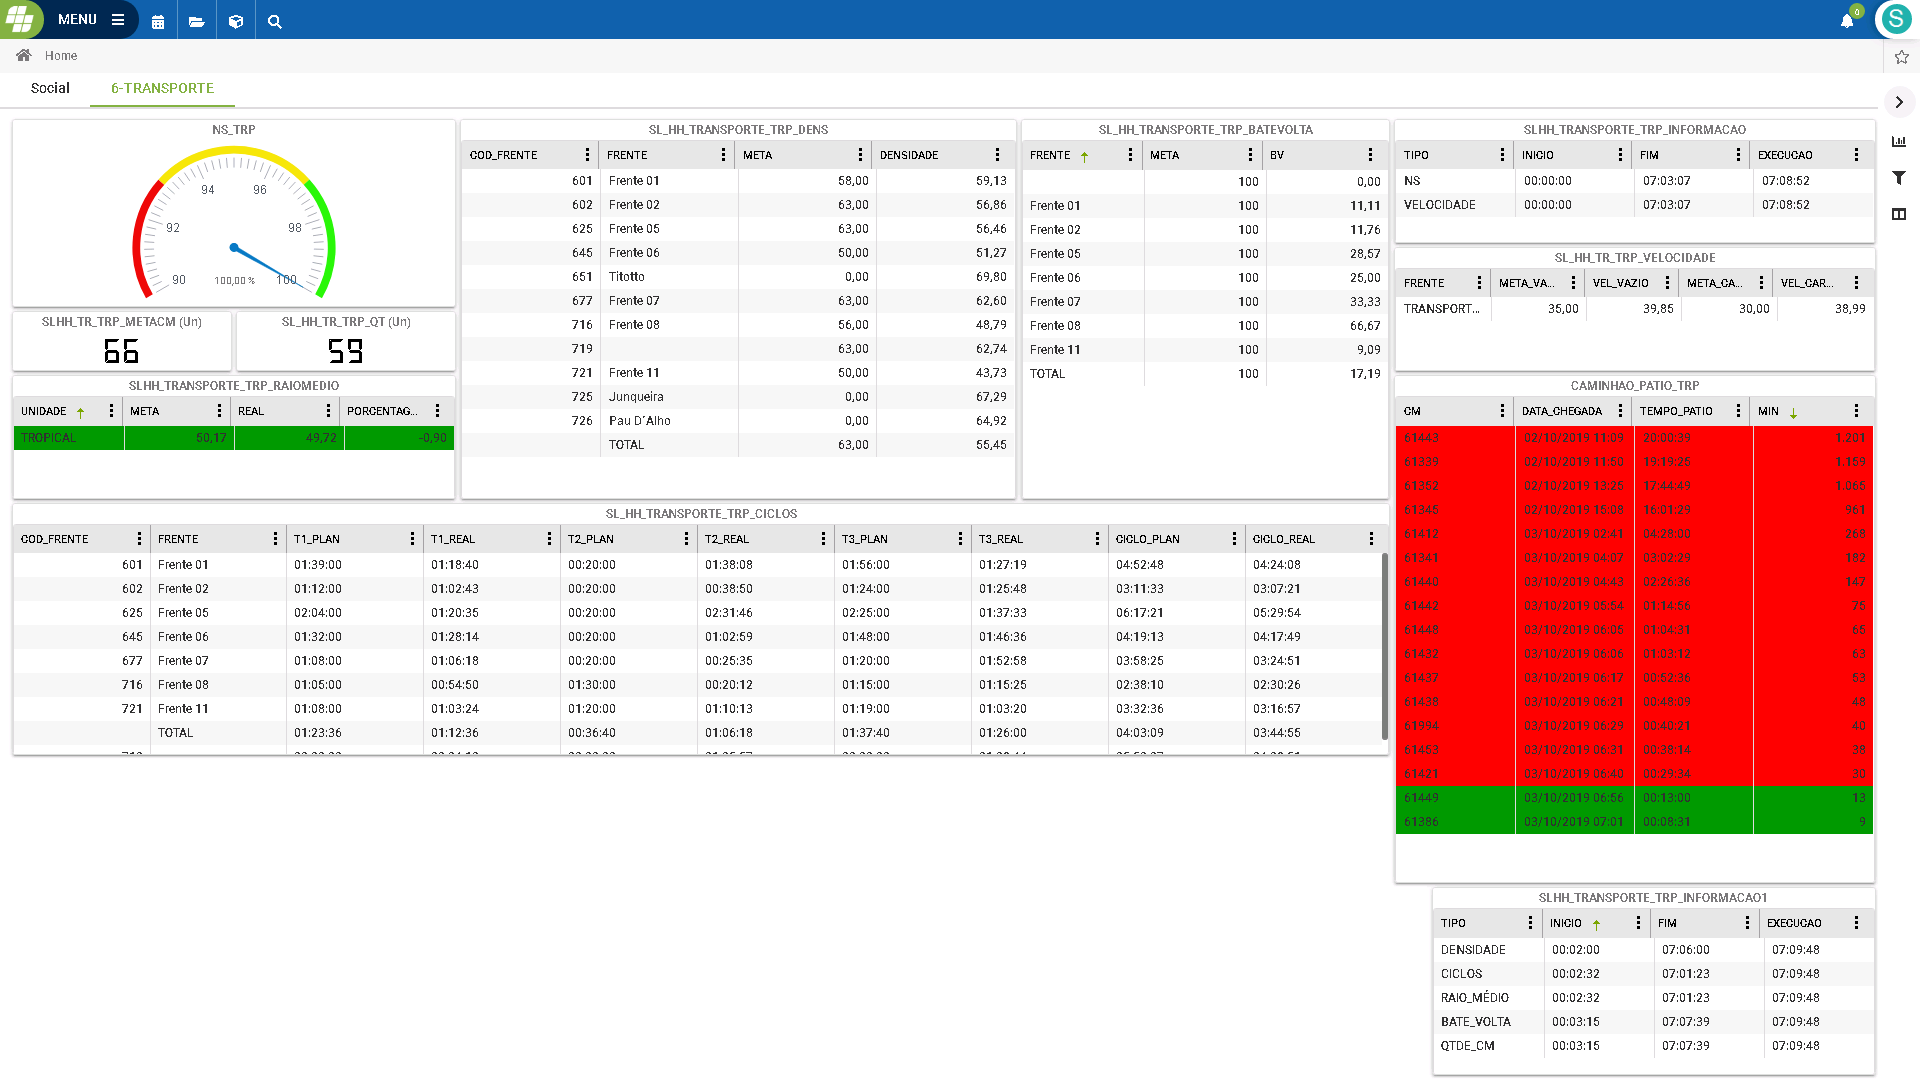 MENU
0
S
Home
Social
6-TRANSPORTE
NS_TRP
90
92
94
96
98
100
100,00 %
SLHH_TR_TRP_METACM (Un)
66
SLHH_TR_TRP_QT (Un)
59
SLHH_TRANSPORTE_TRP_RAIOMEDIO
UNIDADE META REAL PORCENTAG...
TROPICAL 50,17 49,72 -0,90
SL_HH_TRANSPORTE_TRP_DENS
COD_FRENTE FRENTE META DENSIDADE
601 Frente 01 58,00 59,13
602 Frente 02 63,00 56,86
625 Frente 05 63,00 56,46
645 Frente 06 50,00 51,27
651 Titotto 0,00 69,80
677 Frente 07 63,00 62,60
716 Frente 08 56,00 48,79
719 63,00 62,74
721 Frente 11 50,00 43,73
725 Junqueira 0,00 67,29
726 Pau D´Alho 0,00 64,92
TOTAL 63,00 55,45
SL_HH_TRANSPORTE_TRP_BATEVOLTA
FRENTE META BV
100 0,00
Frente 01 100 11,11
Frente 02 100 11,76
Frente 05 100 28,57
Frente 06 100 25,00
Frente 07 100 33,33
Frente 08 100 66,67
Frente 11 100 9,09
TOTAL 100 17,19
SLHH_TRANSPORTE_TRP_INFORMACAO
TIPO INICIO FIM EXECUCAO
NS 00:00:00 07:03:07 07:08:52
VELOCIDADE 00:00:00 07:03:07 07:08:52
SL_HH_TR_TRP_VELOCIDADE
FRENTE META_VA... VEL_VAZIO META_CA... VEL_CAR...
TRANSPORT... 35,00 39,85 30,00 38,99
CAMINHAO_PATIO_TRP
CM DATA_CHEGADA TEMPO_PATIO MIN
61443 02/10/2019 11:09 20:00:39 1.201
61339 02/10/2019 11:50 19:19:25 1.159
61352 02/10/2019 13:25 17:44:49 1.065
61345 02/10/2019 15:08 16:01:29 961
61412 03/10/2019 02:41 04:28:00 268
61341 03/10/2019 04:07 03:02:29 182
61440 03/10/2019 04:43 02:26:36 147
61442 03/10/2019 05:54 01:14:56 75
61448 03/10/2019 06:05 01:04:31 65
61432 03/10/2019 06:06 01:03:12 63
61437 03/10/2019 06:17 00:52:36 53
61438 03/10/2019 06:21 00:48:09 48
61994 03/10/2019 06:29 00:40:21 40
61453 03/10/2019 06:31 00:38:14 38
61421 03/10/2019 06:40 00:29:34 30
61449 03/10/2019 06:56 00:13:00 13
61386 03/10/2019 07:01 00:08:31 9
SL_HH_TRANSPORTE_TRP_CICLOS
COD_FRENTE FRENTE T1_PLAN T1_REAL T2_PLAN T2_REAL T3_PLAN T3_REAL CICLO_PLAN CICLO_REAL
601 Frente 01 01:39:00 01:18:40 00:20:00 01:38:08 01:56:00 01:27:19 04:52:48 04:24:08
602 Frente 02 01:12:00 01:02:43 00:20:00 00:38:50 01:24:00 01:25:48 03:11:33 03:07:21
625 Frente 05 02:04:00 01:20:35 00:20:00 02:31:46 02:25:00 01:37:33 06:17:21 05:29:54
645 Frente 06 01:32:00 01:28:14 00:20:00 01:02:59 01:48:00 01:46:36 04:19:13 04:17:49
677 Frente 07 01:08:00 01:06:18 00:20:00 00:25:35 01:20:00 01:52:58 03:58:25 03:24:51
716 Frente 08 01:05:00 00:54:50 01:30:00 00:20:12 01:15:00 01:15:25 02:38:10 02:30:26
721 Frente 11 01:08:00 01:03:24 01:20:00 01:10:13 01:19:00 01:03:20 03:32:36 03:16:57
TOTAL 01:23:36 01:12:36 00:36:40 01:06:18 01:37:40 01:26:00 04:03:09 03:44:55
SLHH_TRANSPORTE_TRP_INFORMACAO1
TIPO INICIO FIM EXECUCAO
DENSIDADE 00:02:00 07:06:00 07:09:48
CICLOS 00:02:32 07:01:23 07:09:48
RAIO_MÉDIO 00:02:32 07:01:23 07:09:48
BATE_VOLTA 00:03:15 07:07:39 07:09:48
QTDE_CM 00:03:15 07:07:39 07:09:48